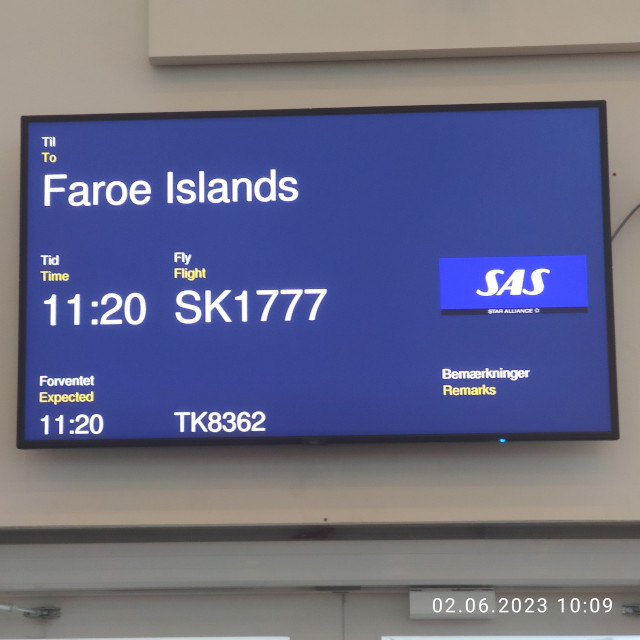 Til
To
Faroe Islands
Tid
Time
Fly
Flight
11:20
SK1777
SAS
STAR ALLIANCE
Forventet
Expected
Bemærkninger
Remarks
11:20
TK8362
02.06.2023 10:09